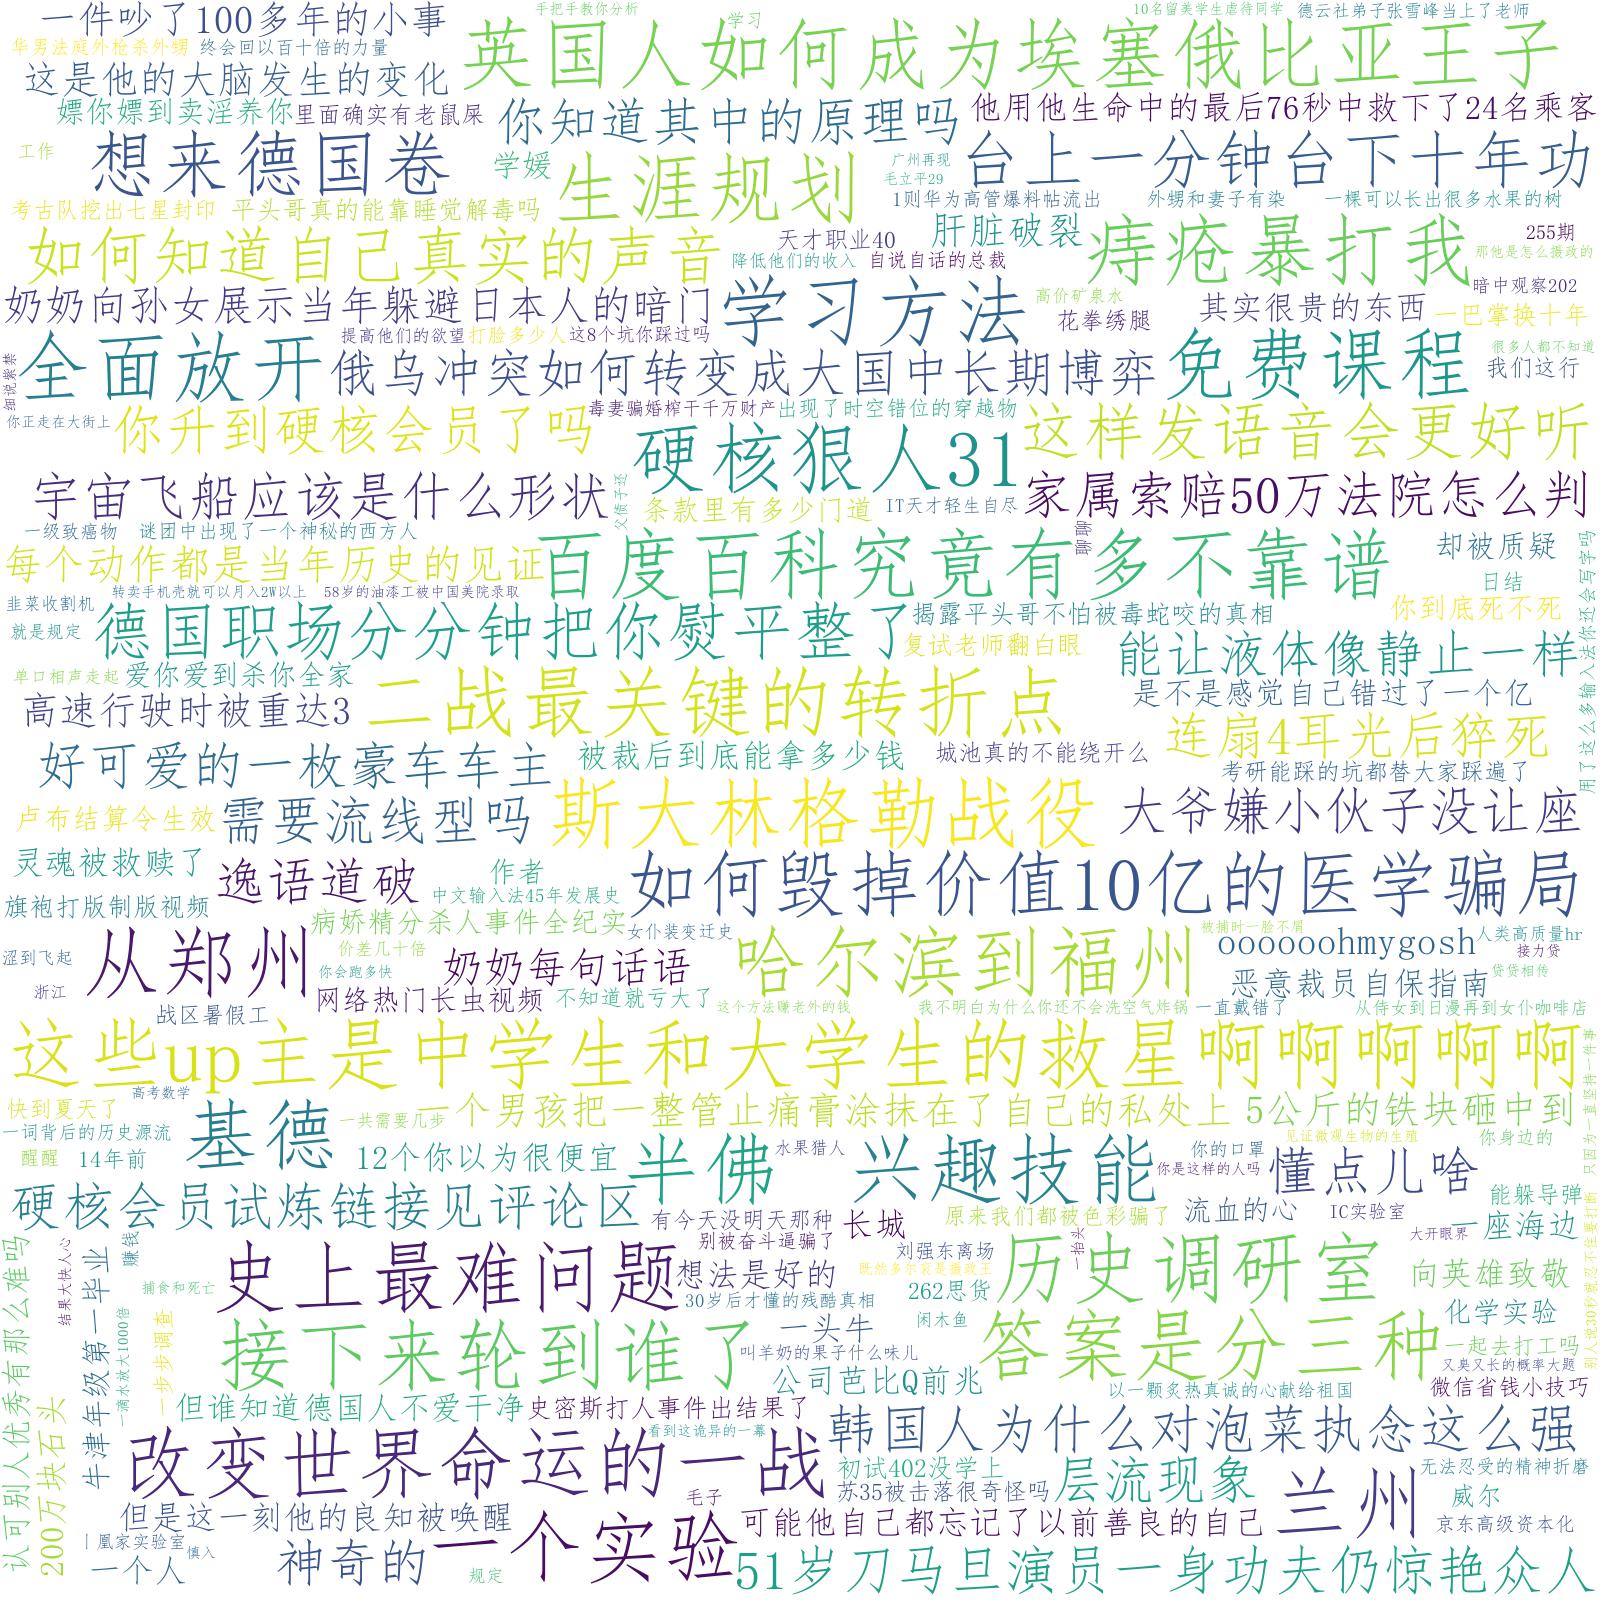 一件吵了100多年的小事
手把手教你分析
学习
10名留美学生虐待同学
德云社弟子张雪峰当上了老师
华男法庭外枪杀外甥
终会回以百十倍的力量
英国人如何成为埃塞俄比亚王子
这是他的大脑发生的变化
嫖你嫖到卖淫养你
里面确实有老鼠屎
你知道其中的原理吗
他用他生命中的最后76秒中救下了24名乘客
工作
想来德国卷
学媛
生涯规划
广州再现
毛立平29
台上一分钟台下十年功
考古队挖出七星封印
平头哥真的能靠睡觉解毒吗
1则华为高管爆料帖流出
外甥和妻子有染
一棵可以长出很多水果的树
如何知道自己真实的声音
天才职业40
肝脏破裂
降低他们的收入
自说自话的总裁
痔疮暴打我
255期
那他是怎么摄政的
奶奶向孙女展示当年躲避日本人的暗门
学习方法
高价矿泉水
花拳绣腿
其实很贵的东西
暗中观察202
一巴掌换十年
提高他们的欲望
打脸多少人
这8个坑你踩过吗
细说紫禁
全面放开
俄乌冲突如何转变成大国中长期博弈
免费课程
很多人都不知道
我们这行
你正走在大街上
你升到硬核会员了吗
毒妻骗婚榨干千万财产
出现了时空错位的穿越物
硬核狠人31
这样发语音会更好听
宇宙飞船应该是什么形状
父债子还
条款里有多少门道
IT天才轻生自尽
家属索赔50万法院怎么判
一级致癌物
谜团中出现了一个神秘的西方人
每个动作都是当年历史的见证
百度百科究竟有多不靠谱
聊聊
却被质疑
日结
用了这么多输入法你还会写字吗
转卖手机壳就可以月入2W以上
58岁的油漆工被中国美院录取
韭菜收割机
就是规定
德国职场分分钟把你熨平整了
揭露平头哥不怕被毒蛇咬的真相
你到底死不死
复试老师翻白眼
能让液体像静止一样
单口相声走起
爱你爱到杀你全家
高速行驶时被重达3
二战最关键的转折点
是不是感觉自己错过了一个亿
连扇4耳光后猝死
好可爱的一枚豪车车主
被裁后到底能拿多少钱
城池真的不能绕开么
考研能踩的坑都替大家踩遍了
卢布结算令生效
需要流线型吗
斯大林格勒战役
大爷嫌小伙子没让座
灵魂被救赎了
逸语道破
作者
中文输入法45年发展史
如何毁掉价值10亿的医学骗局
旗袍打版制版视频
病娇精分杀人事件全纪实
女仆装变迁史
被捕时一脸不屑
涩到飞起
浙江
从郑州
价差几十倍
你会跑多快
奶奶每句话语
哈尔滨到福州
oooooohmygosh
人类高质量hr
接力贷
恶意裁员自保指南
贷贷相传
战区暑假工
网络热门长虫视频
不知道就亏大了
这个方法赚老外的钱
我不明白为什么你还不会洗空气炸锅
一直戴错了
从侍女到日漫再到女仆咖啡店
这些up主是中学生和大学生的救星啊啊啊啊啊
只因为一直坚持一件事
高考数学
快到夏天了
一词背后的历史源流
醒醒
14年前
基德
一共需要几步
一个男孩把一整管止痛膏涂抹在了自己的私处上
5公斤的铁块砸中到
12个你以为很便宜
半佛
水果猎人
兴趣技能
你的口罩
你是这样的人吗
见证微观生物的生殖
你身边的
懂点儿啥
硬核会员试炼链接见评论区
有今天没明天那种
别被奋斗逼骗了
长城
原来我们都被色彩骗了
流血的心
IC实验室
能躲导弹
一座海边
别人说30秒就忍不住要打断
认可别人优秀有那么难吗
结果大快人心
牛津年级第一毕业
赚钱
捕食和死亡
史上最难问题
想法是好的
刘强东离场
既然多尔衮是摄政王
一抬头
历史调研室
大开眼界
向英雄致敬
30岁后才懂的残酷真相
262思货
闲木鱼
化学实验
一滴水放大1000倍
一步步调查
接下来轮到谁了
一头牛
叫羊奶的果子什么味儿
答案是分三种
一起去打工吗
又臭又长的概率大题
公司芭比Q前兆
以一颗炙热真诚的心献给祖国
微信省钱小技巧
200万块石头
但谁知道德国人不爱干净
史密斯打人事件出结果了
看到这诡异的一幕
改变世界命运的一战
韩国人为什么对泡菜执念这么强
初试402没学上
苏35被击落很奇怪吗
层流现象
兰州
无法忍受的精神折磨
威尔
京东高级资本化
但是这一刻他的良知被唤醒
毛子
可能他自己都忘记了以前善良的自己
丨凰家实验室
慎入
一个人
神奇的
规定
一个实验
51岁刀马旦演员一身功夫仍惊艳众人